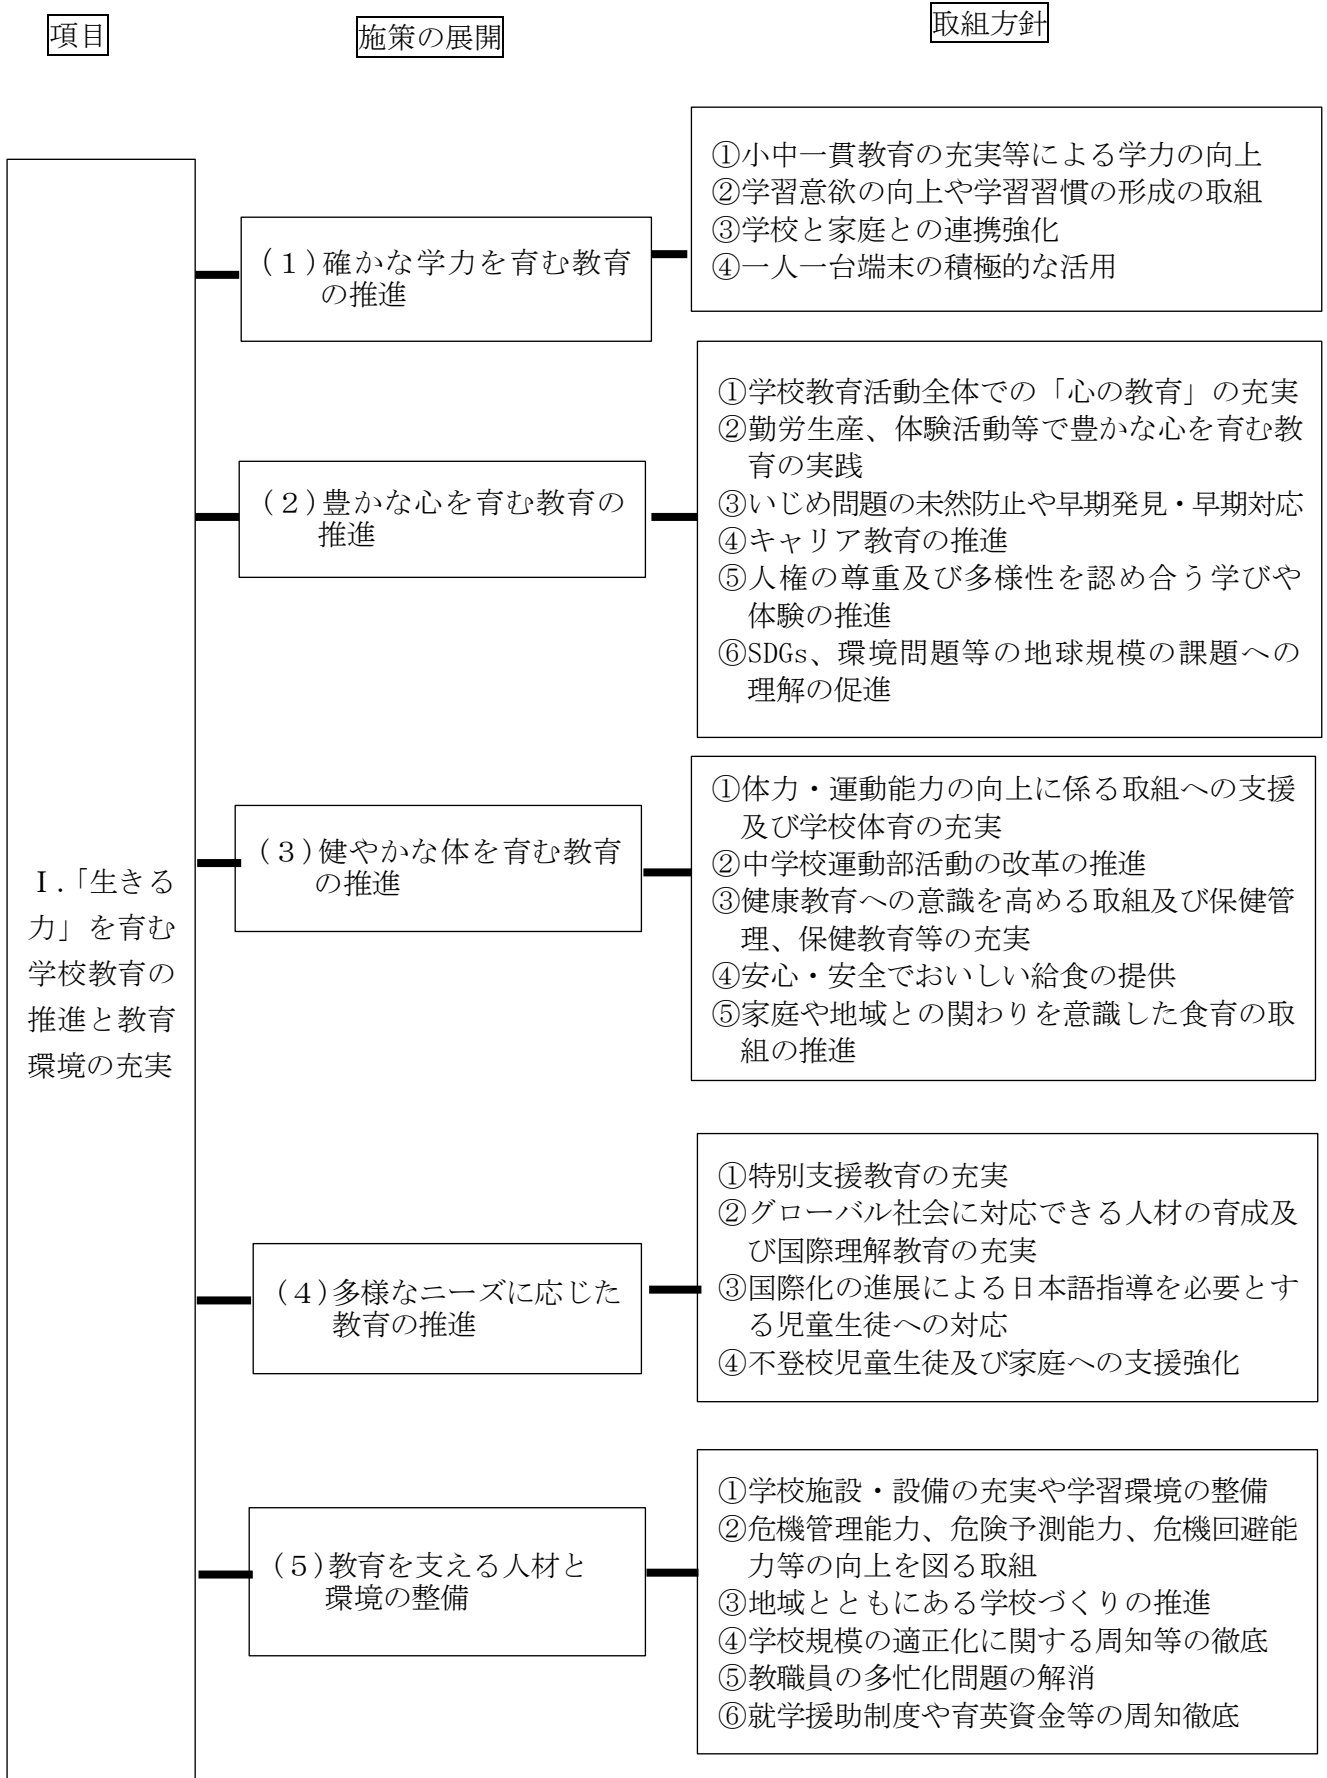 項目
施策の展開
取組方針
Ⅰ.「生きる
力」を育む
学校教育の
推進と教育
環境の充実
(1)確かな学力を育む教育
の推進
①小中一貫教育の充実等による学力の向上
②学習意欲の向上や学習習慣の形成の取組
③学校と家庭との連携強化
④一人一台端末の積極的な活用
(2)豊かな心を育む教育の
推進
①学校教育活動全体での「心の教育」の充実
②勤労生産、体験活動等で豊かな心を育む教
育の実践
③いじめ問題の未然防止や早期発見・早期対応
④キャリア教育の推進
⑤人権の尊重及び多様性を認め合う学びや
体験の推進
⑥SDGs、環境問題等の地球規模の課題への
理解の促進
(3)健やかな体を育む教育
の推進
①体力・運動能力の向上に係る取組への支援
及び学校体育の充実
②中学校運動部活動の改革の推進
③健康教育への意識を高める取組及び保健管
理、保健教育等の充実
④安心・安全でおいしい給食の提供
⑤家庭や地域との関わりを意識した食育の取
組の推進
(4)多様なニーズに応じた
教育の推進
①特別支援教育の充実
②グローバル社会に対応できる人材の育成及
び国際理解教育の充実
③国際化の進展による日本語指導を必要とす
る児童生徒への対応
④不登校児童生徒及び家庭への支援強化
(5)教育を支える人材と
環境の整備
①学校施設・設備の充実や学習環境の整備
②危機管理能力、危険予測能力、危機回避能
力等の向上を図る取組
③地域とともにある学校づくりの推進
④学校規模の適正化に関する周知等の徹底
⑤教職員の多忙化問題の解消
⑥就学援助制度や育英資金等の周知徹底